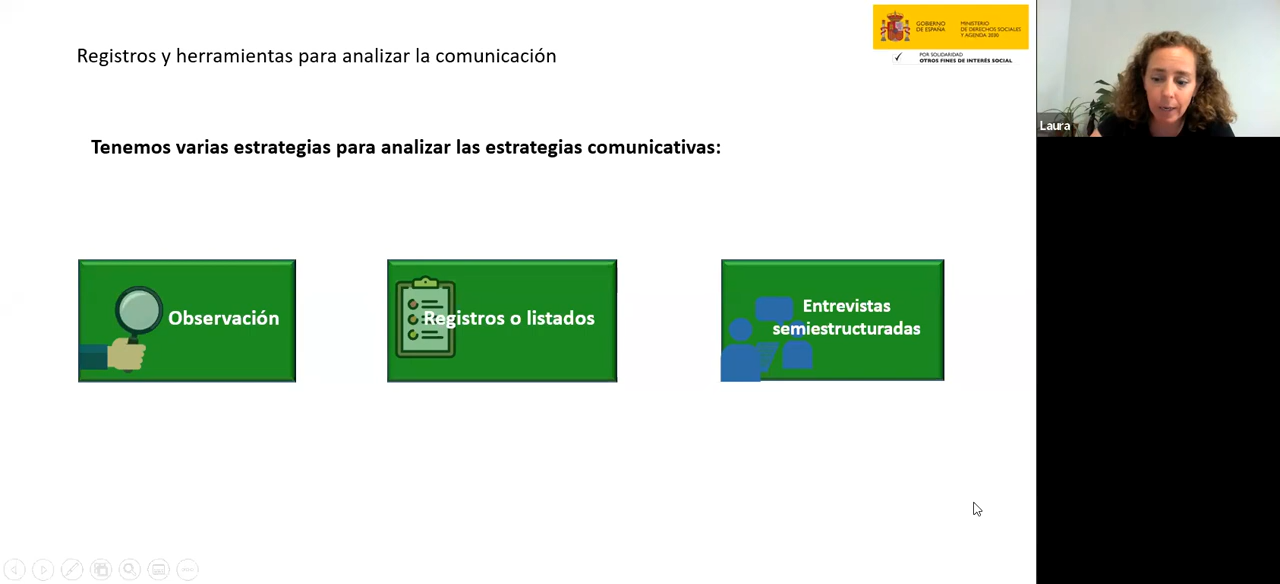 Registros y herramientas para analizar la comunicación
GOBIERNO
DE ESPAÑA
MINISTERIO
DE DERECHOS SOCIALES
Y AGENDA 2030
POR SOLIDARIDAD
OTROS FINES DE INTERÉS SOCIAL
Laura
Tenemos varias estrategias para analizar las estrategias comunicativas:
Observación
Registros o listados
Entrevistas
semiestructuradas